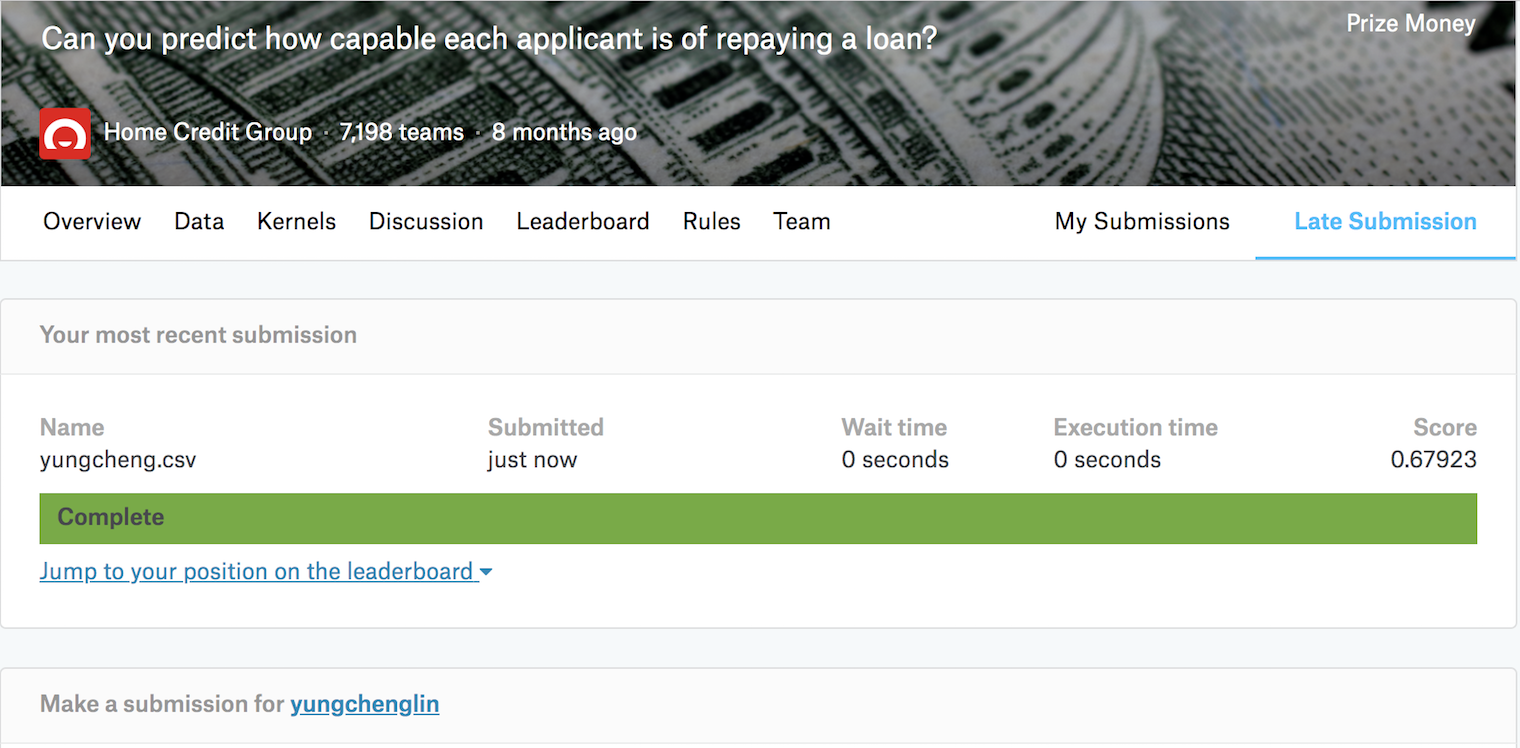 Can you predict how capable each applicant is of repaying a loan?
Prize Money
Home Credit Group · 7,198 teams · 8 months ago
Overview Data Kernels Discussion Leaderboard Rules Team My Submissions Late Submission
Your most recent submission
Name Submitted Wait time Execution time Score
yungcheng.csv just now 0 seconds 0 seconds 0.67923
Complete
Jump to your position on the leaderboard
Make a submission for yungchenglin